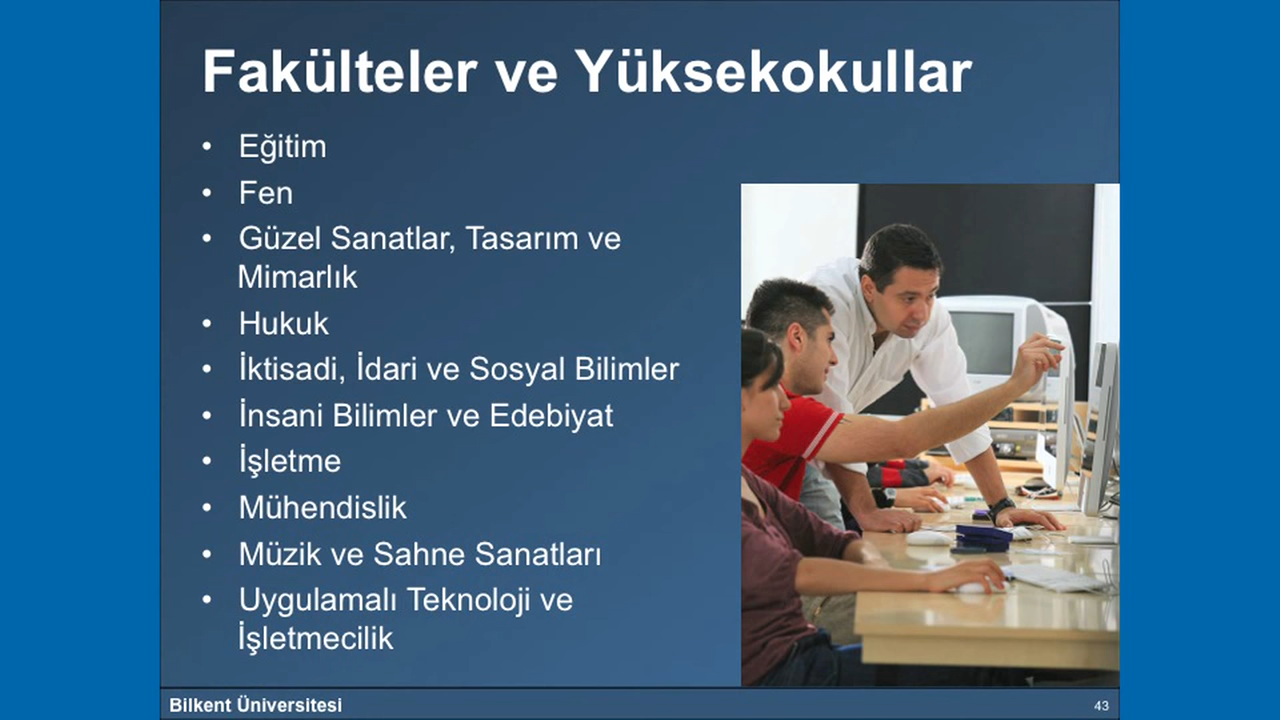 Fakülteler ve Yüksekokullar
• Eğitim
• Fen
• Güzel Sanatlar, Tasarım ve
Mimarlık
• Hukuk
• İktisadi, İdari ve Sosyal Bilimler
• İnsani Bilimler ve Edebiyat
• İşletme
• Mühendislik
• Müzik ve Sahne Sanatları
• Uygulamalı Teknoloji ve
İşletmecilik
Bilkent Üniversitesi
43